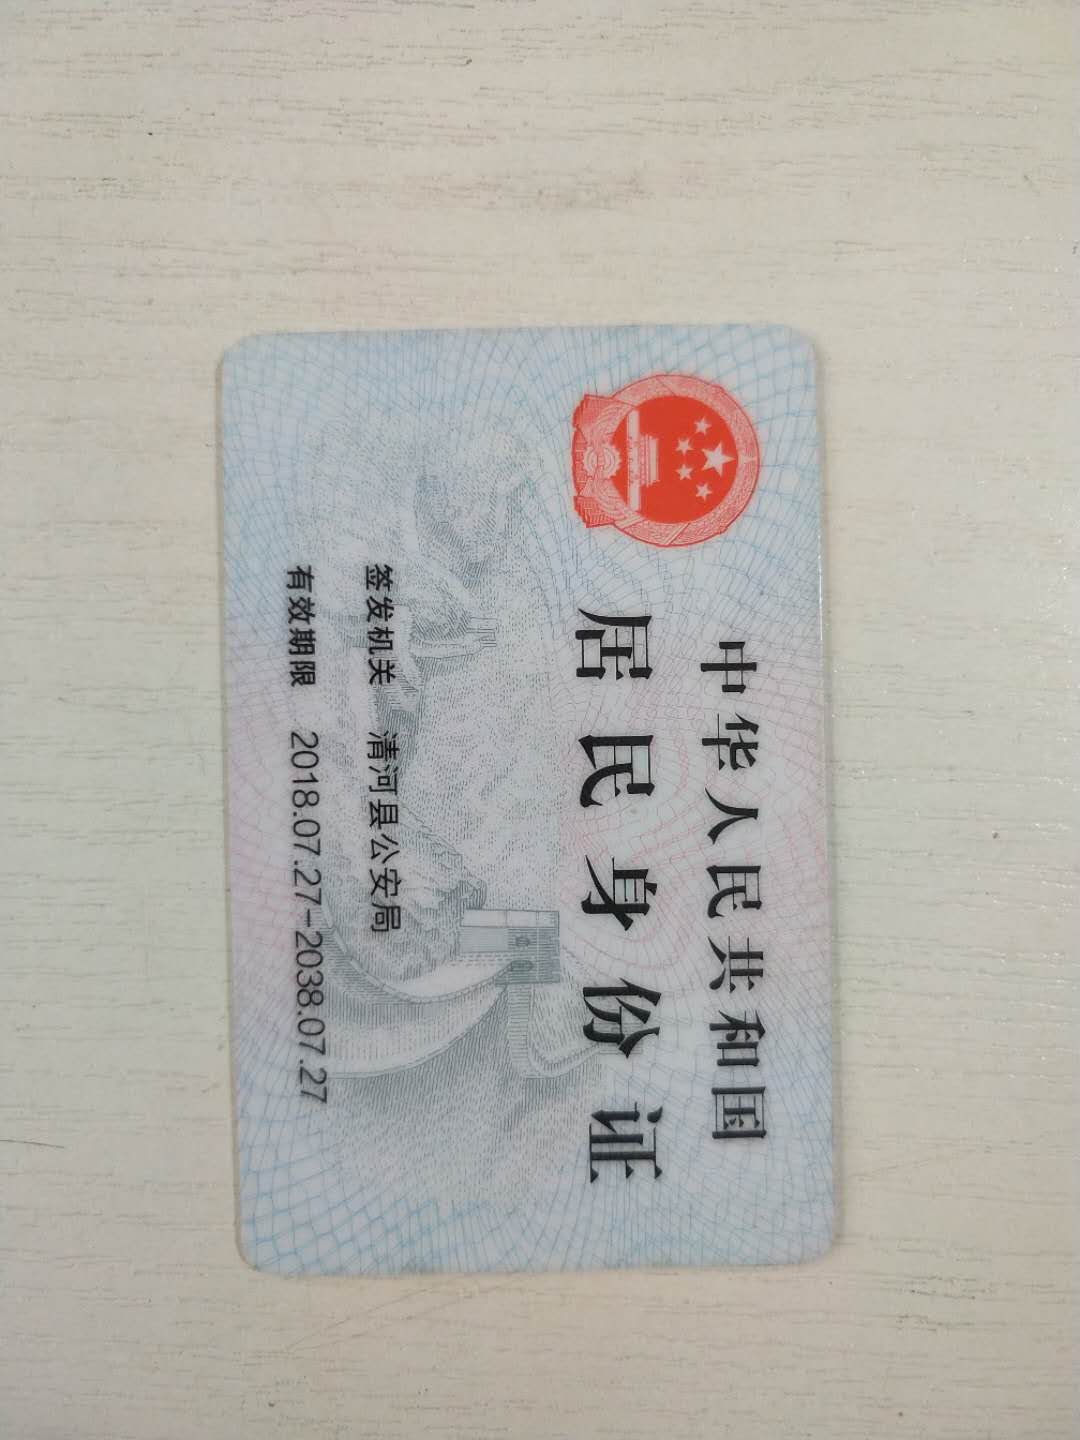 中华人民共和国
居民身份证
签发机关 清河县公安局
有效期限 2018.07.27-2038.07.27